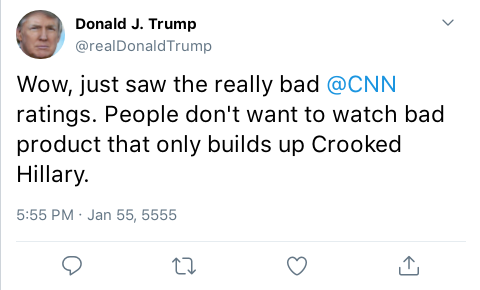 Donald J. Trump
@realDonaldTrump
Wow, just saw the really bad @CNN
ratings. People don't want to watch bad
product that only builds up Crooked
Hillary.
5:55 PM · Jan 55, 5555